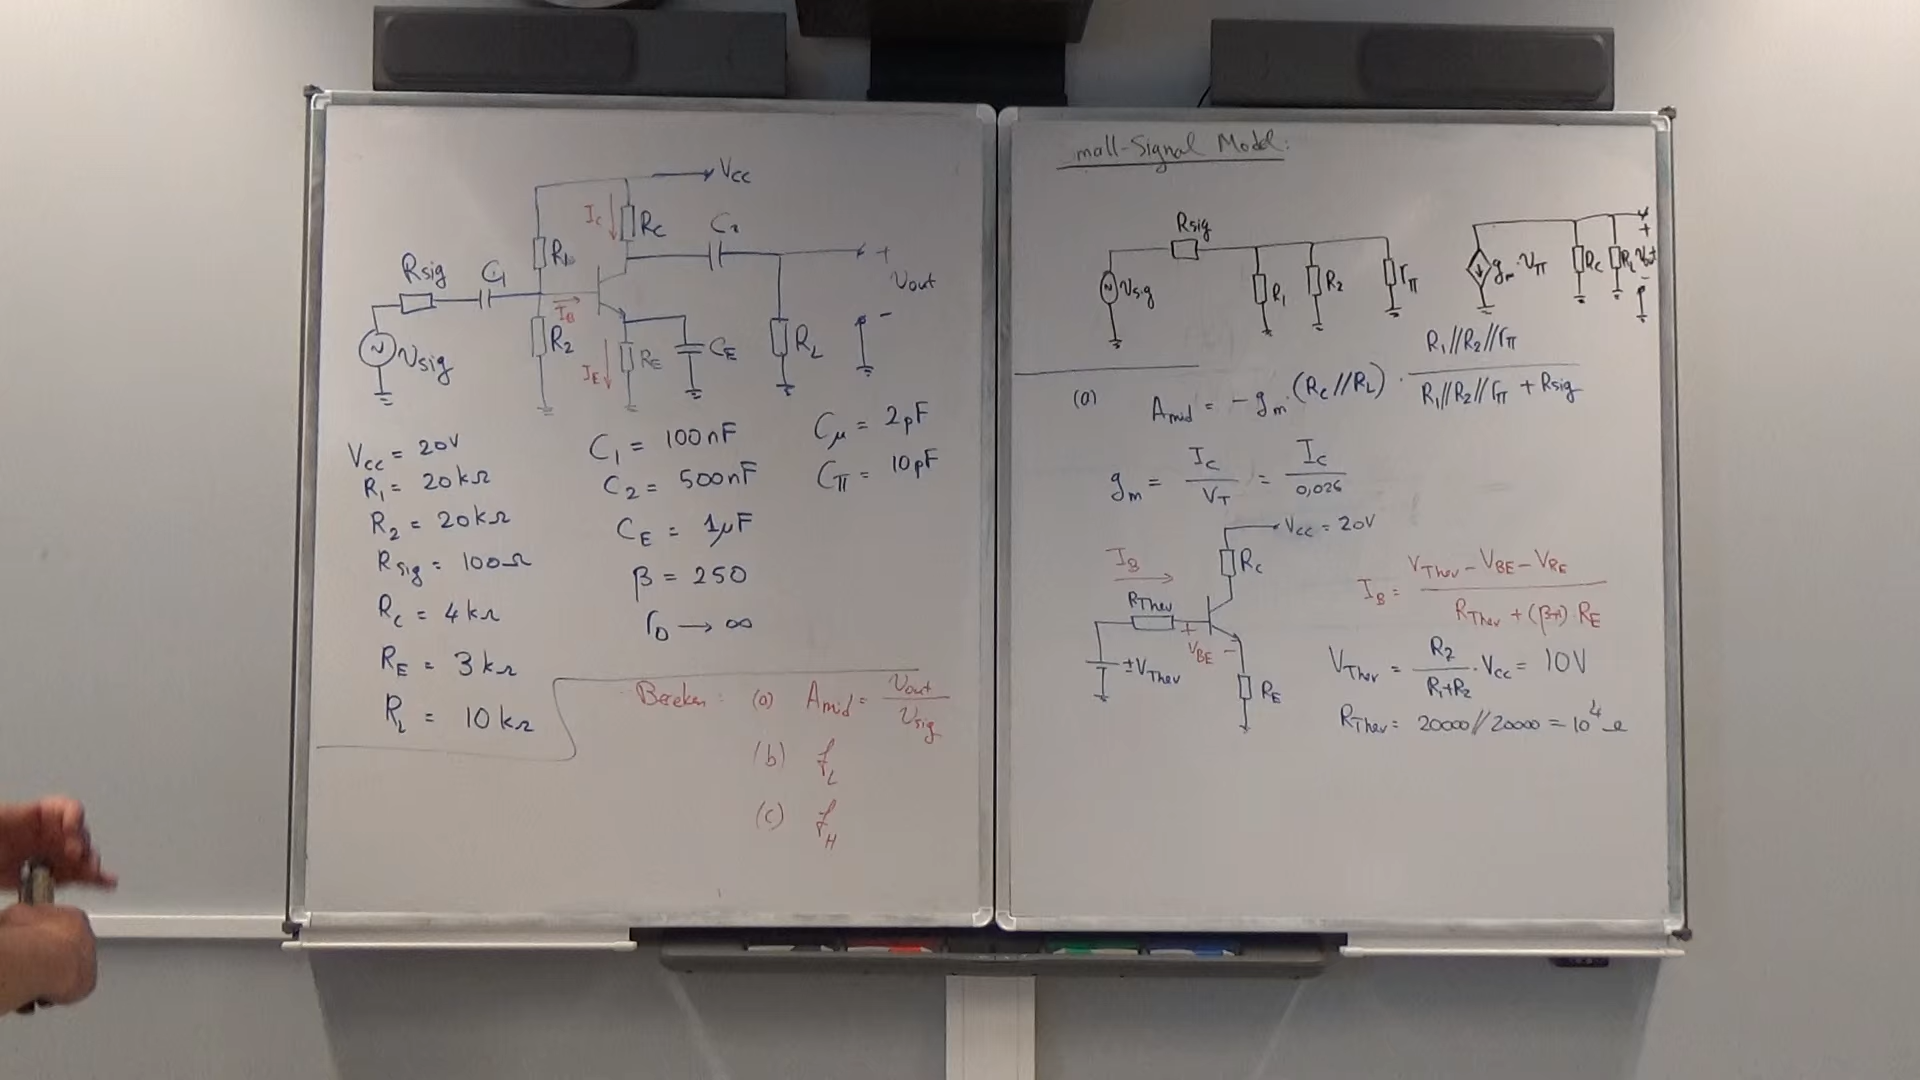 Vcc
Ic
Rc
C2
R1
Rsig
C1
+
Vout
-
IB
R2
Vsig
IE
RE
CE
RL
Vcc = 20V
R1 = 20kΩ
R2 = 20kΩ
Rsig = 100Ω
Rc = 4kΩ
RE = 3kΩ
RL = 10kΩ
C1 = 100nF
C2 = 500nF
CE = 1μF
β = 250
ro → ∞
Cμ = 2pF
Cπ = 10pF
Bereken: (a) Amid = Vout / Vsig
(b) fL
(c) fH
mall-Signal Model:
Rsig
Vsig
R1
R2
rπ
gm·Vπ
Rc
RL
Vout
+
-
(a) Amid = -gm·(Rc//RL) · R1//R2//rπ / R1//R2//rπ + Rsig
gm = Ic / VT = Ic / 0,026
Vcc = 20V
IB
Rc
RThev
+
VBE -
±VThev
RE
IB = VThev - VBE - VRE / RThev + (β+1)·RE
VThev = R2 / R1+R2 · Vcc = 10V
RThev = 20000//20000 = 10^4 Ω